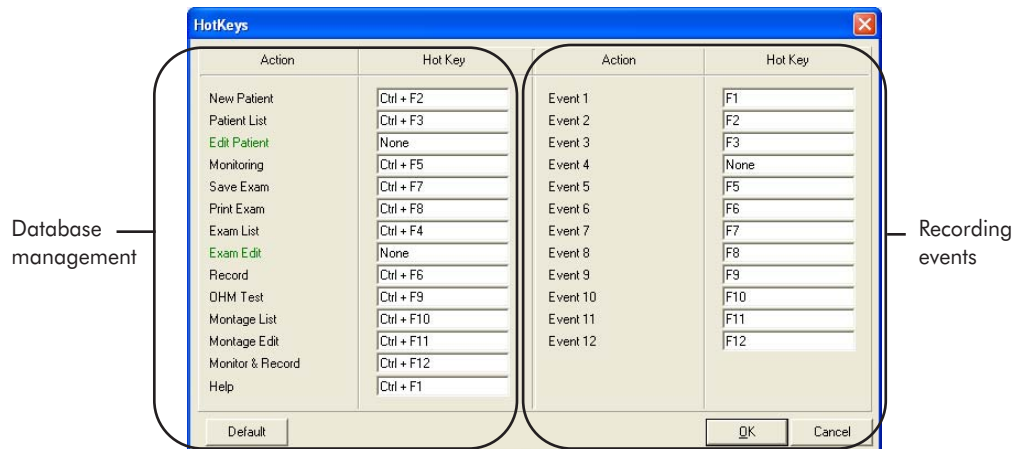 HotKeys
Action Hot Key Action Hot Key
New Patient Ctrl + F2 Event 1 F1
Patient List Ctrl + F3 Event 2 F2
Edit Patient None Event 3 F3
Monitoring Ctrl + F5 Event 4 None
Save Exam Ctrl + F7 Event 5 F5
Print Exam Ctrl + F8 Event 6 F6
Exam List Ctrl + F4 Event 7 F7
Exam Edit None Event 8 F8
Record Ctrl + F6 Event 9 F9
OHM Test Ctrl + F9 Event 10 F10
Montage List Ctrl + F10 Event 11 F11
Montage Edit Ctrl + F11 Event 12 F12
Monitor & Record Ctrl + F12
Help Ctrl + F1
Default OK Cancel
Database
management
Recording
events